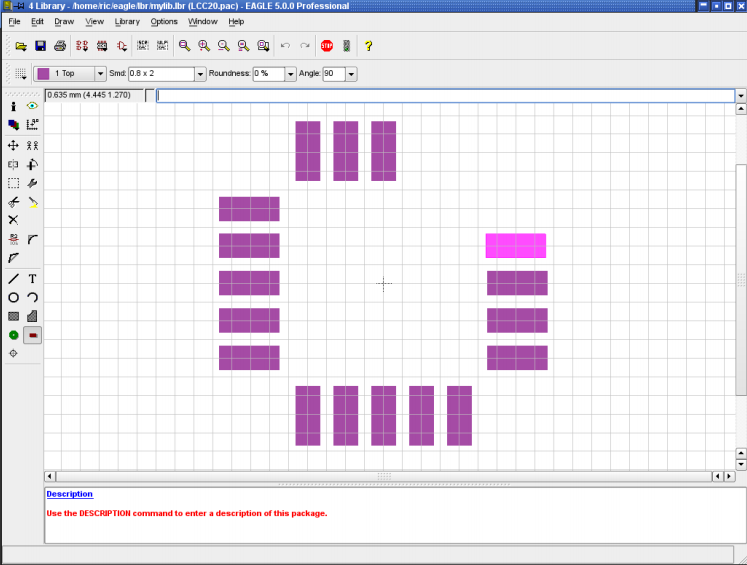 4 Library - /home/ric/eagle/lbr/mylib.lbr (LCC20.pac) - EAGLE 5.0.0 Professional
File Edit Draw View Library Options Window Help
STOP ?
1 Top Smd: 0.8 x 2 Roundness: 0 % Angle: 90
0.635 mm (4.445 1.270)
i
T
Description
Use the DESCRIPTION command to enter a description of this package.